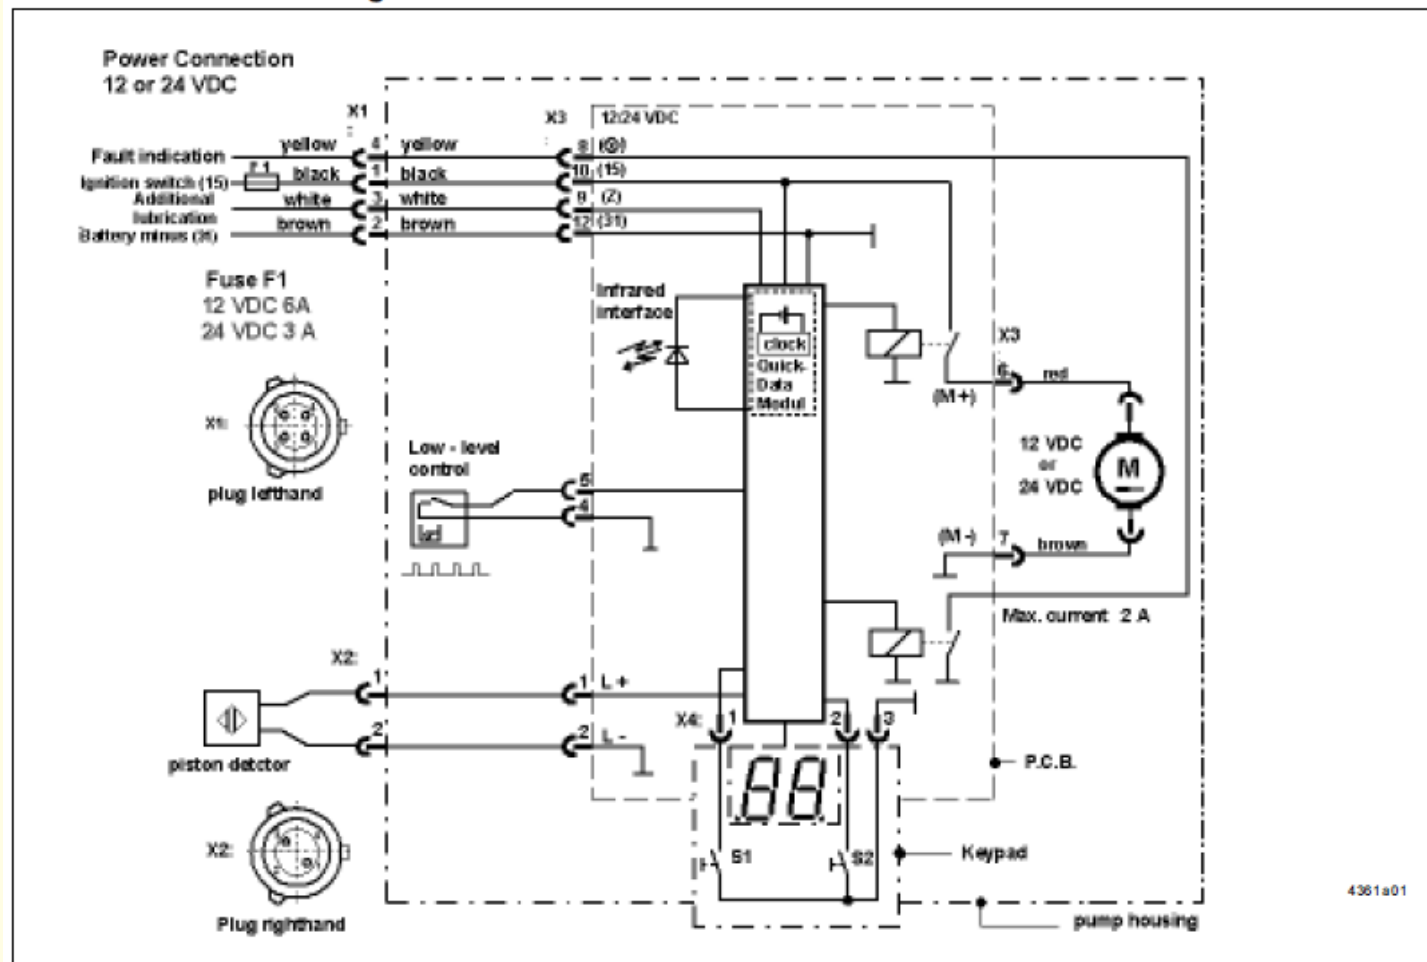 Power Connection
12 or 24 VDC
X1
:
X3
:
12/24 VDC
Fault indication
yellow
4
yellow
8
Ignition switch (15)
F1
black
1
black
10
(15)
Additional
lubrication
white
3
white
9
(Z)
Battery minus (31)
brown
2
brown
12
(31)
Fuse F1
12 VDC 6A
24 VDC 3 A
Infrared
interface
clock
Quick-
Data
Modul
X3
:
6
red
(M+)
X1:
plug lefthand
Low - level
control
5
4
12 VDC
or
24 VDC
M
(M-)
7
brown
Max. current 2 A
X2:
1
1
L +
2
2
L -
piston detctor
X4:
1
2
3
88
P.C.B.
X2:
S1
S2
Keypad
Plug righthand
pump housing
4361a01